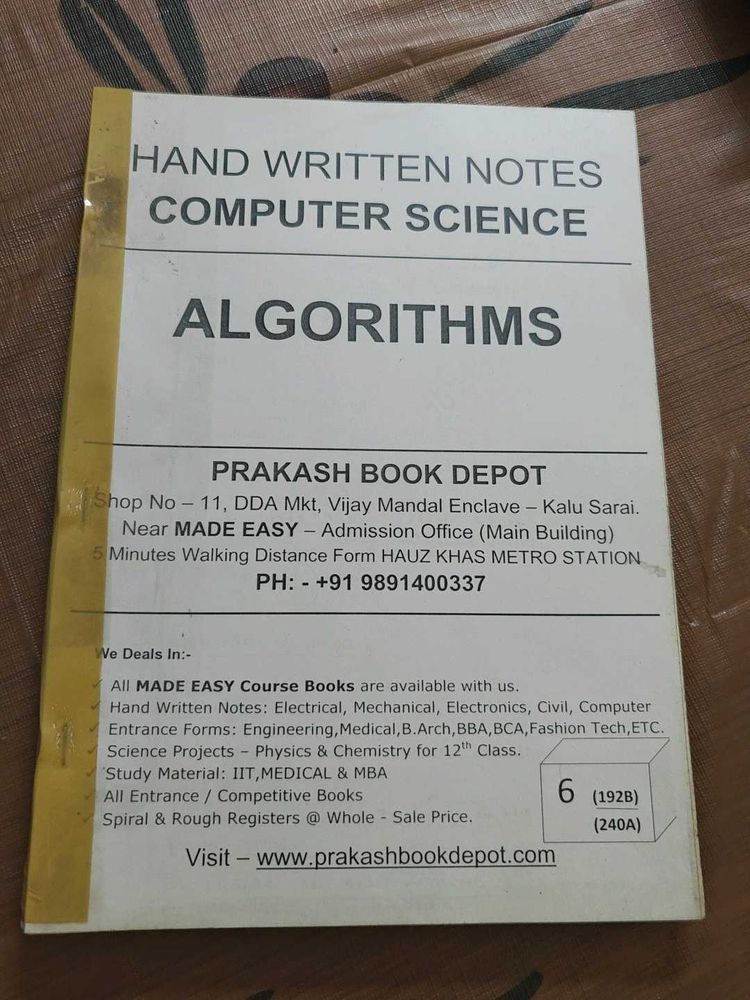 HAND WRITTEN NOTES
COMPUTER SCIENCE
ALGORITHMS
PRAKASH BOOK DEPOT
Shop No – 11, DDA Mkt, Vijay Mandal Enclave – Kalu Sarai.
Near MADE EASY – Admission Office (Main Building)
5 Minutes Walking Distance Form HAUZ KHAS METRO STATION
PH: - +91 9891400337
We Deals In:-
✓ All MADE EASY Course Books are available with us.
✓ Hand Written Notes: Electrical, Mechanical, Electronics, Civil, Computer
✓ Entrance Forms: Engineering,Medical,B.Arch,BBA,BCA,Fashion Tech,ETC.
✓ Science Projects – Physics & Chemistry for 12th Class.
✓ Study Material: IIT,MEDICAL & MBA
✓ All Entrance / Competitive Books
✓ Spiral & Rough Registers @ Whole - Sale Price.
6 (192B)
(240A)
Visit – www.prakashbookdepot.com